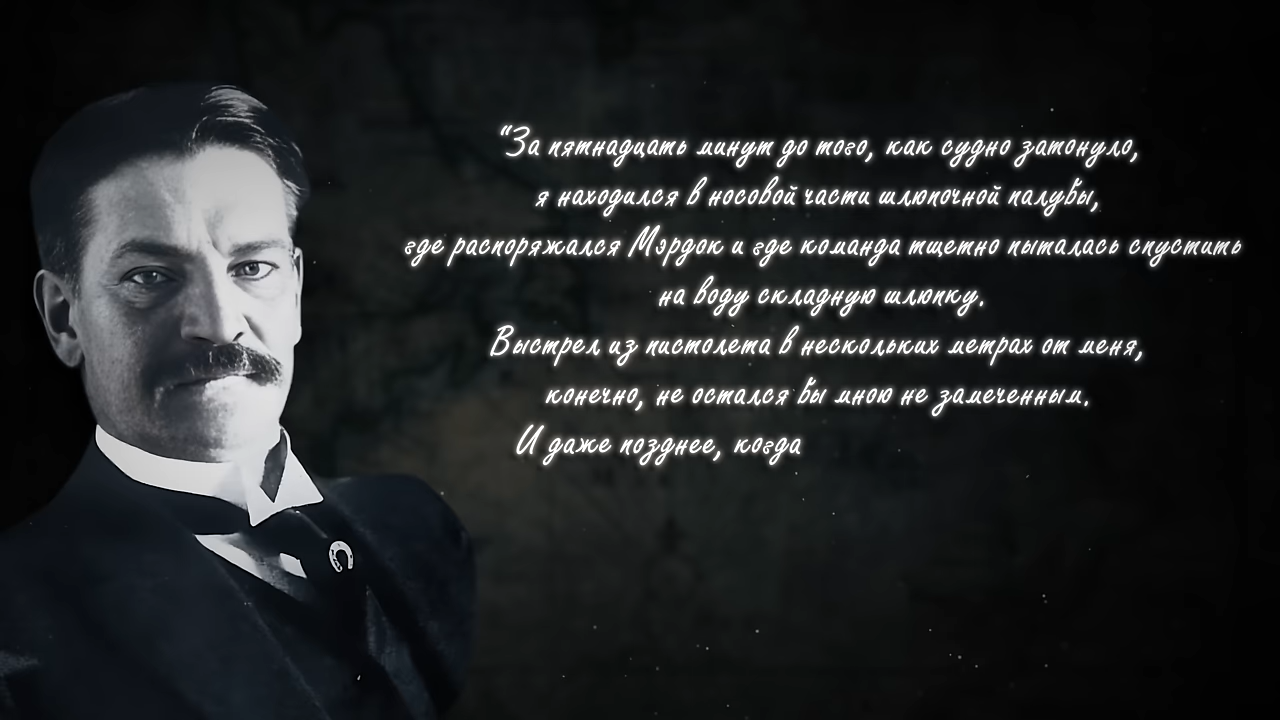 “За пятнадцать минут до того, как судно затонуло,
я находился в носовой части шлюпочной палубы,
где распоряжался Мэрдок и где команда тщетно пыталась спустить
на воду складную шлюпку.
Выстрел из пистолета в нескольких метрах от меня,
конечно, не остался бы мною не замеченным.
И даже позднее, когда